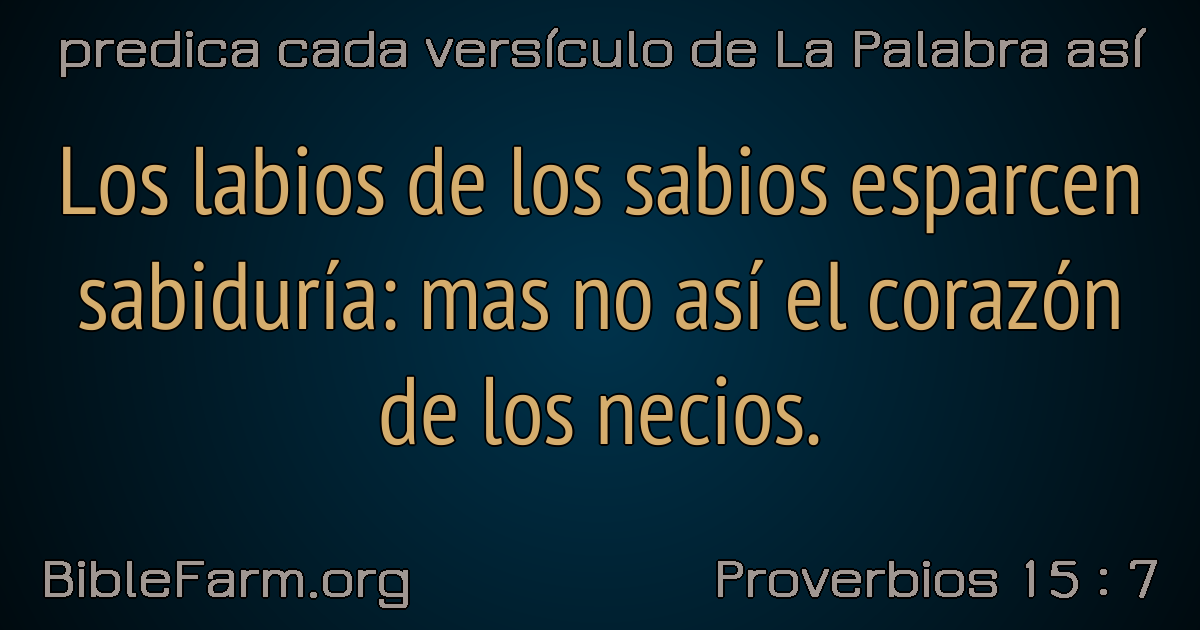 predica cada versículo de La Palabra así
Los labios de los sabios esparcen
sabiduría: mas no así el corazón
de los necios.
BibleFarm.org
Proverbios 15 : 7